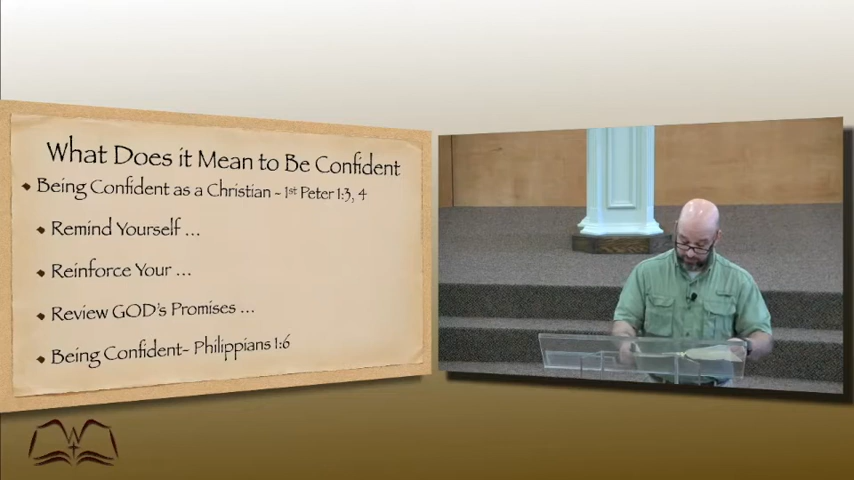 What Does it Mean to Be Confident
Being Confident as a Christian - 1st Peter 1:3, 4
Remind Yourself ...
Reinforce Your ...
Review GOD's Promises ...
Being Confident- Philippians 1:6
W